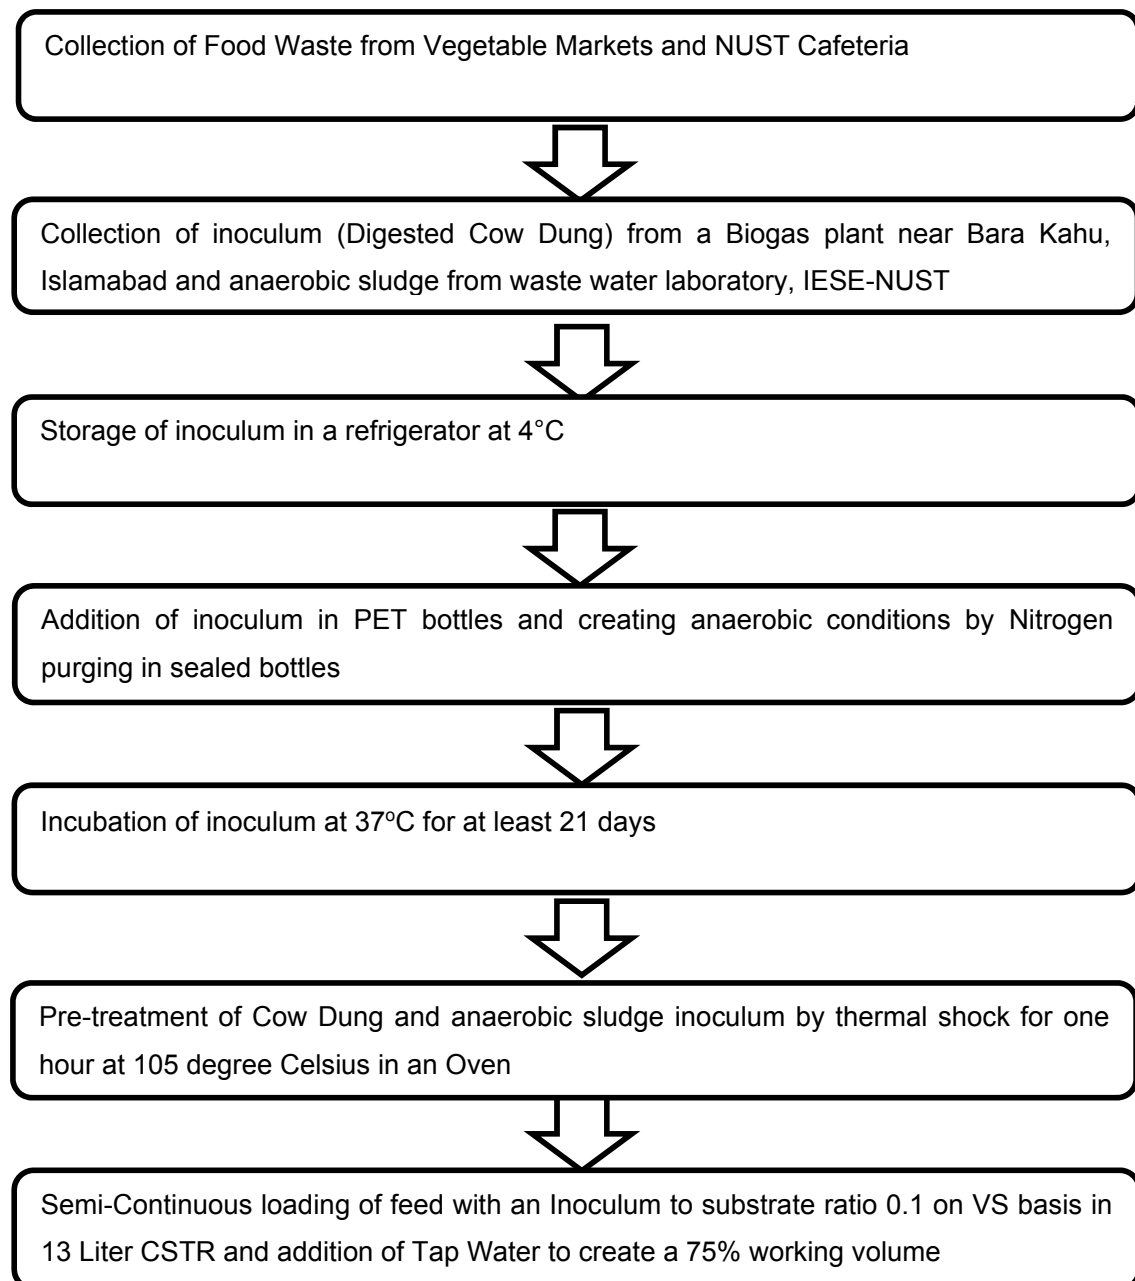 Collection of Food Waste from Vegetable Markets and NUST Cafeteria
Collection of inoculum (Digested Cow Dung) from a Biogas plant near Bara Kahu,
Islamabad and anaerobic sludge from waste water laboratory, IESE-NUST
Storage of inoculum in a refrigerator at 4°C
Addition of inoculum in PET bottles and creating anaerobic conditions by Nitrogen
purging in sealed bottles
Incubation of inoculum at 37ºC for at least 21 days
Pre-treatment of Cow Dung and anaerobic sludge inoculum by thermal shock for one
hour at 105 degree Celsius in an Oven
Semi-Continuous loading of feed with an Inoculum to substrate ratio 0.1 on VS basis in
13 Liter CSTR and addition of Tap Water to create a 75% working volume